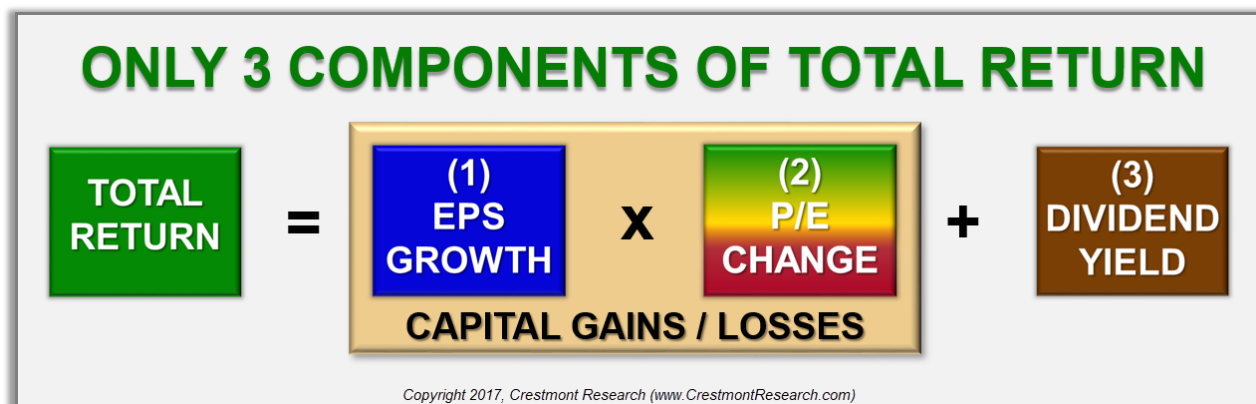 ONLY 3 COMPONENTS OF TOTAL RETURN
TOTAL
RETURN
=
(1)
EPS
GROWTH
x
(2)
P/E
CHANGE
+
(3)
DIVIDEND
YIELD
CAPITAL GAINS / LOSSES
Copyright 2017, Crestmont Research (www.CrestmontResearch.com)